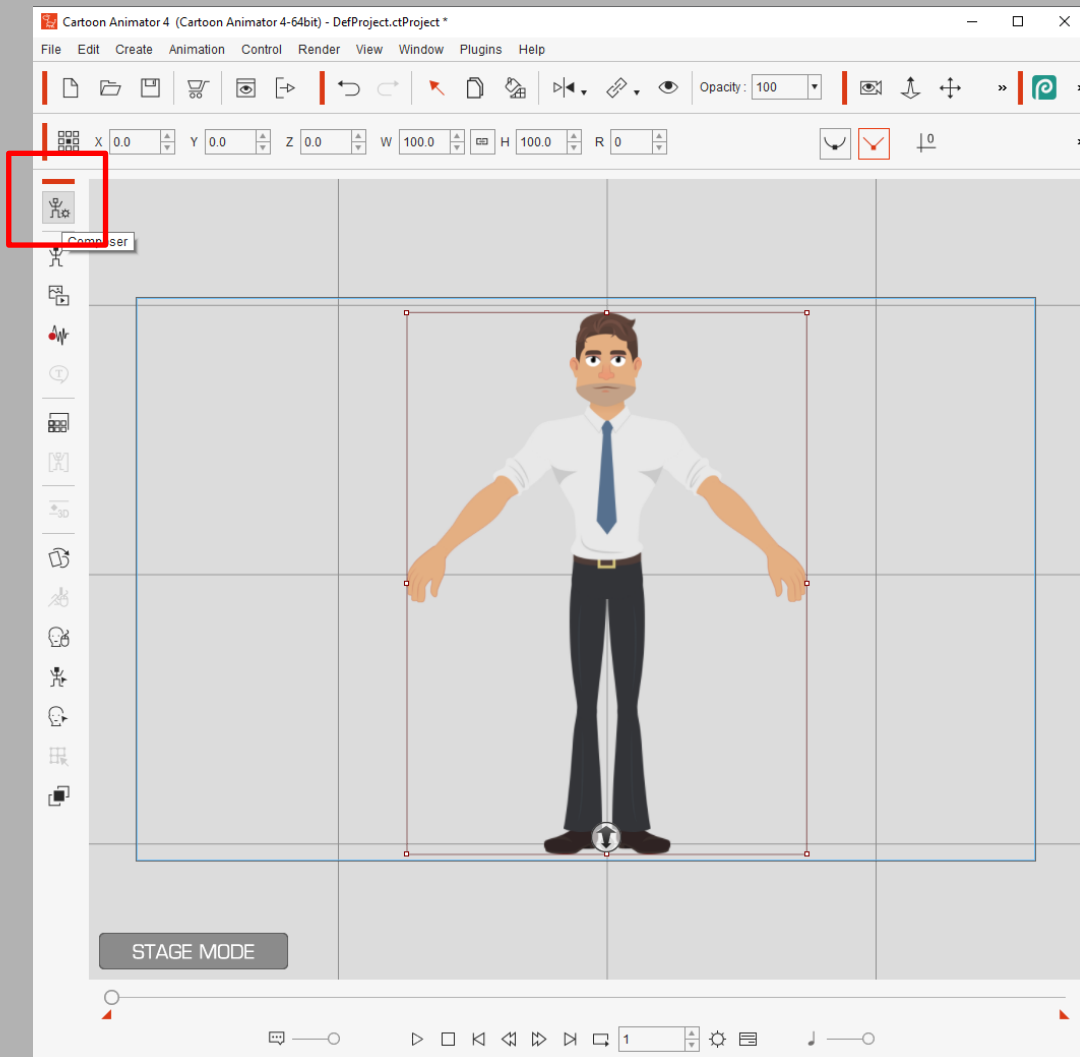 Cartoon Animator 4 (Cartoon Animator 4-64bit) - DefProject.ctProject *
File Edit Create Animation Control Render View Window Plugins Help
Opacity : 100
X 0.0 Y 0.0 Z 0.0 W 100.0 H 100.0 R 0
0
Composer
T
3D
STAGE MODE
1